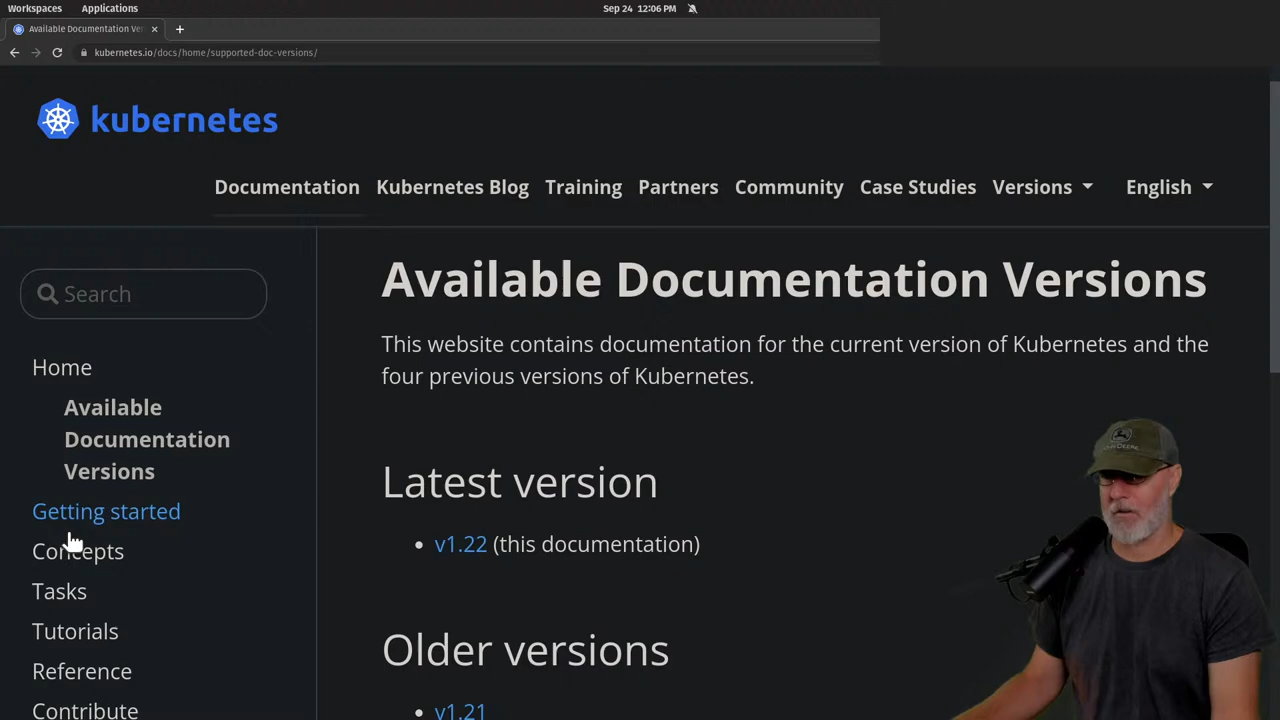 Workspaces Applications Sep 24 12:06 PM
Available Documentation Ve
kubernetes.io/docs/home/supported-doc-versions/
kubernetes
Documentation Kubernetes Blog Training Partners Community Case Studies Versions English
Search
Home
Available
Documentation
Versions
Getting started
Concepts
Tasks
Tutorials
Reference
Contribute
Available Documentation Versions
This website contains documentation for the current version of Kubernetes and the
four previous versions of Kubernetes.
Latest version
• v1.22 (this documentation)
Older versions
• v1.21